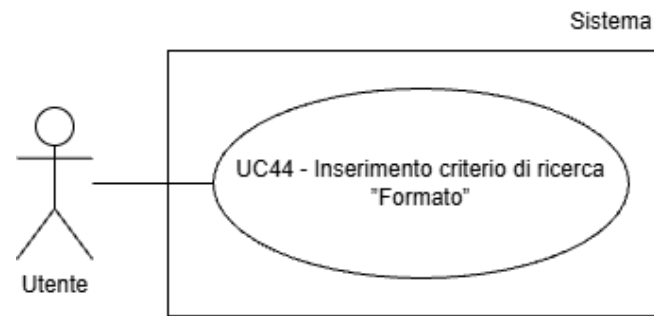 Sistema
UC44 - Inserimento criterio di ricerca
"Formato"
Utente